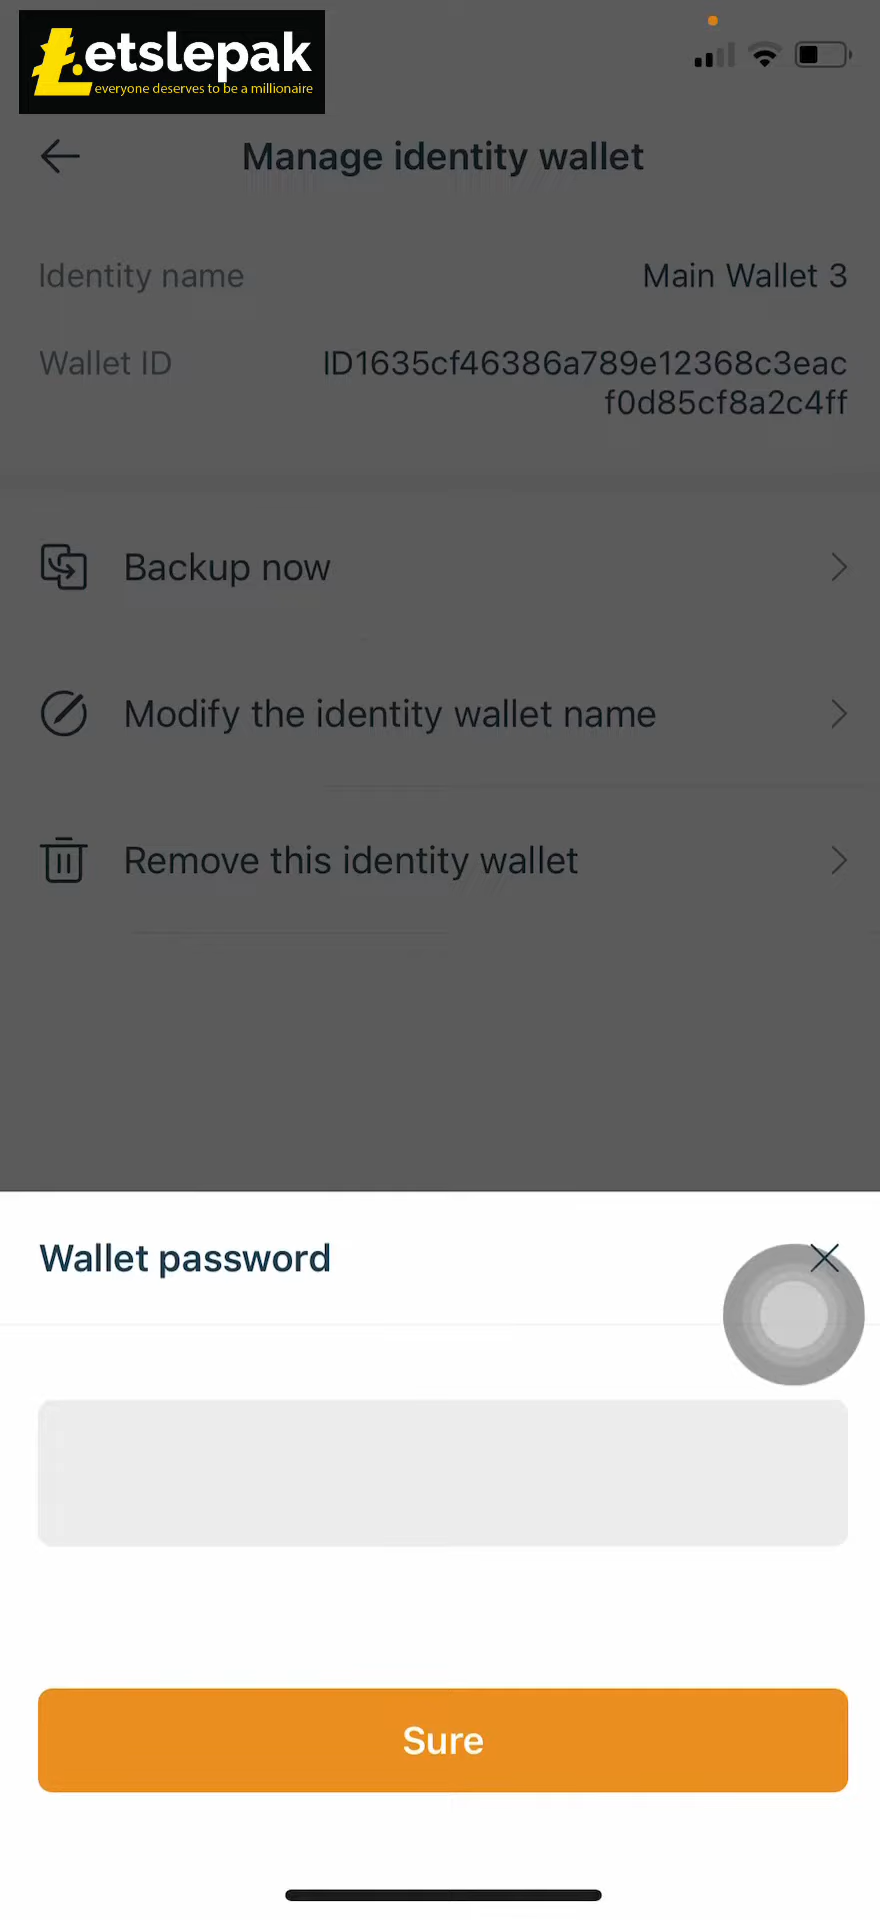 Letslepak
everyone deserves to be a millionaire
Manage identity wallet
Identity name
Main Wallet 3
Wallet ID
ID1635cf46386a789e12368c3eac
f0d85cf8a2c4ff
Backup now
Modify the identity wallet name
Remove this identity wallet
Wallet password
Sure